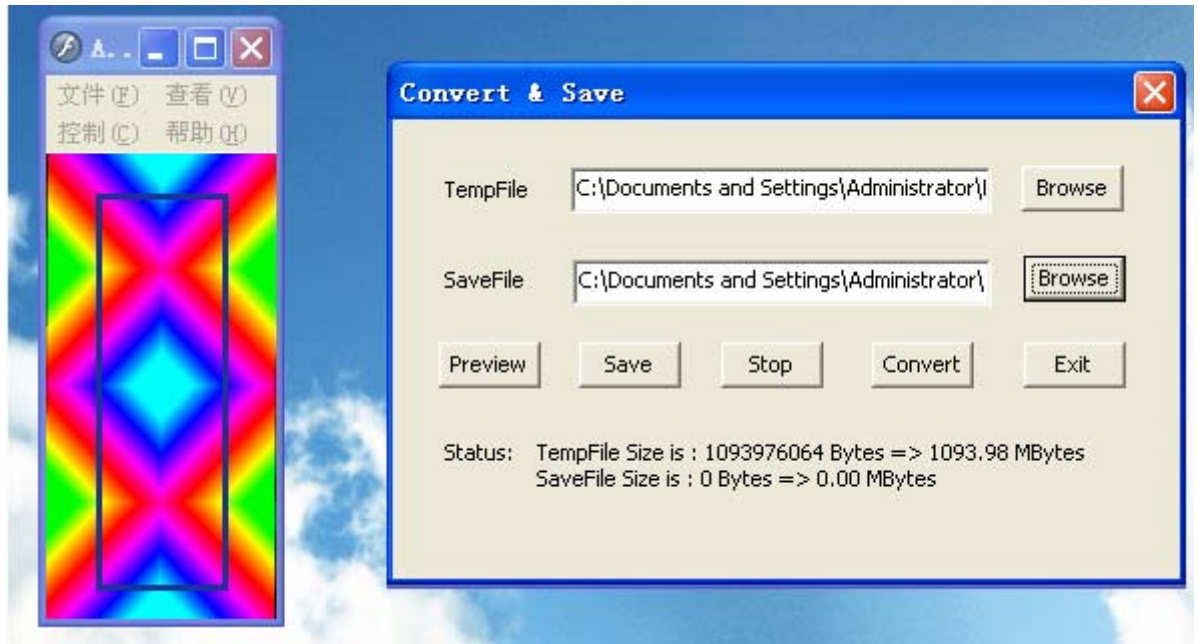 A..
文件(F) 查看(V)
控制(C) 帮助(H)
Convert & Save
TempFile C:\Documents and Settings\Administrator\ Browse
SaveFile C:\Documents and Settings\Administrator\ Browse
Preview Save Stop Convert Exit
Status: TempFile Size is : 1093976064 Bytes => 1093.98 MBytes
SaveFile Size is : 0 Bytes => 0.00 MBytes